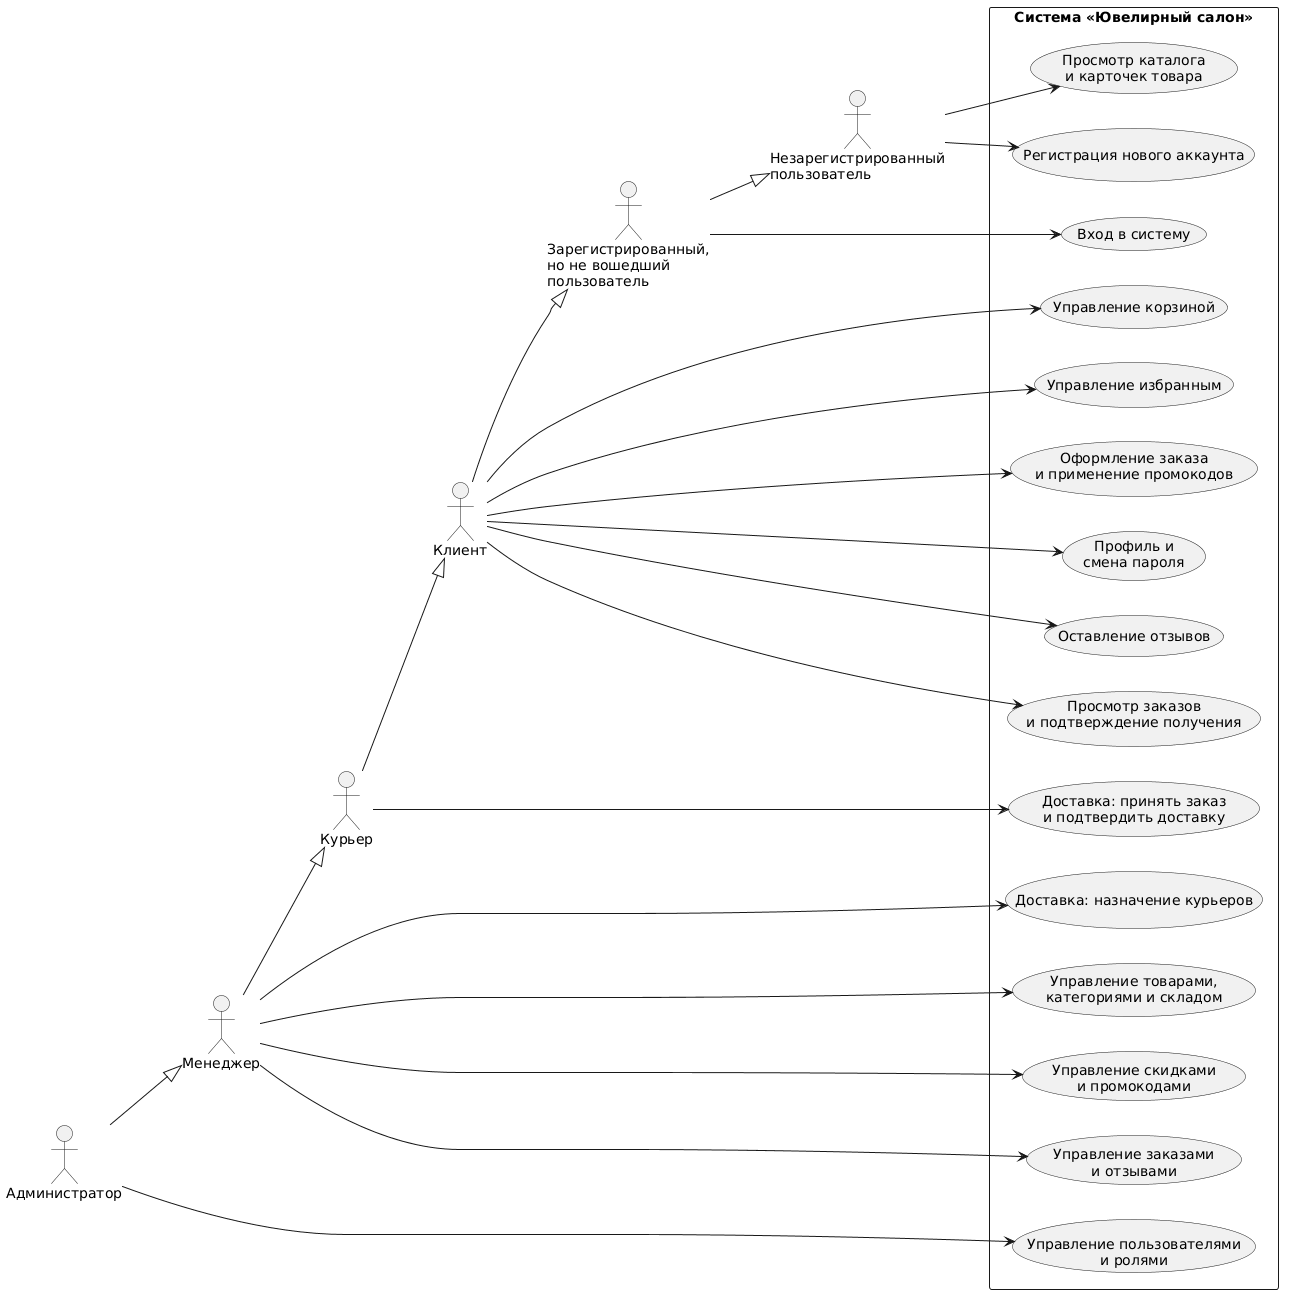 Система «Ювелирный салон»
Просмотр каталога
и карточек товара
Незарегистрированный
пользователь
Регистрация нового аккаунта
Зарегистрированный,
но не вошедший
пользователь
Вход в систему
Управление корзиной
Управление избранным
Оформление заказа
и применение промокодов
Клиент
Профиль и
смена пароля
Оставление отзывов
Просмотр заказов
и подтверждение получения
Курьер
Доставка: принять заказ
и подтвердить доставку
Доставка: назначение курьеров
Управление товарами,
категориями и складом
Менеджер
Управление скидками
и промокодами
Управление заказами
и отзывами
Администратор
Управление пользователями
и ролями